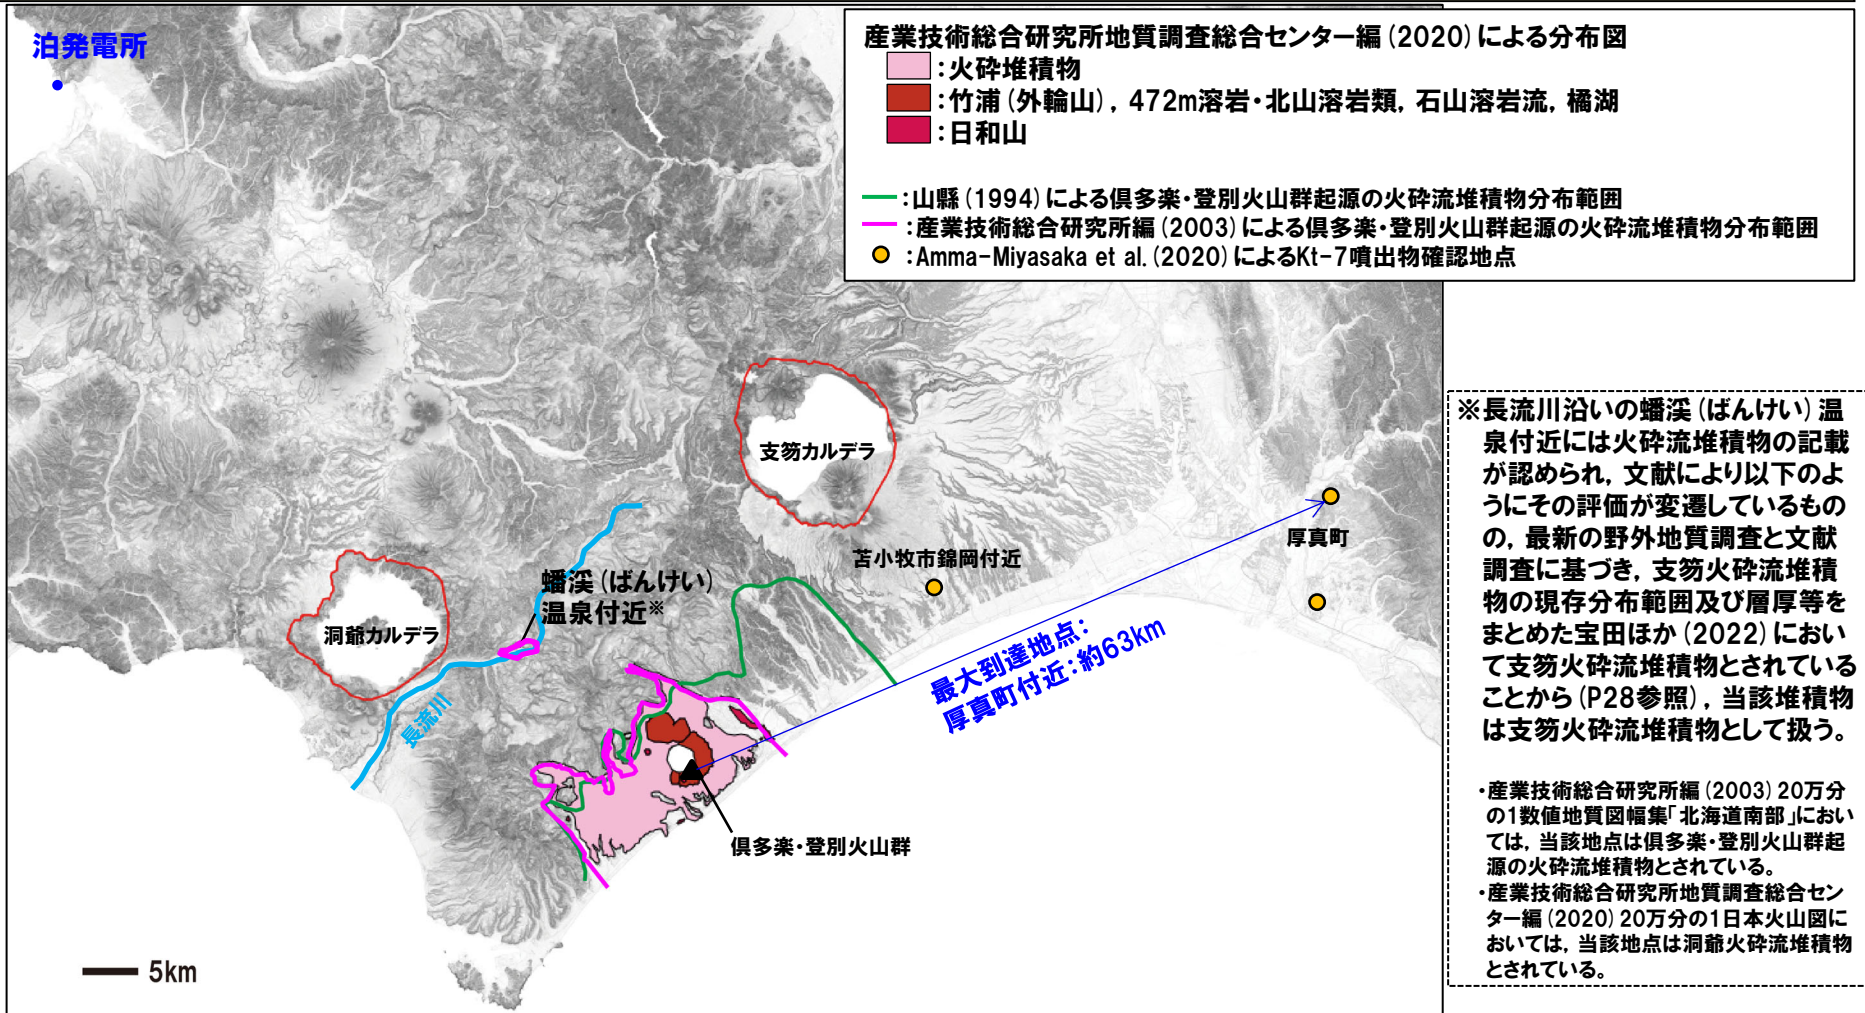 泊発電所
産業技術総合研究所地質調査総合センター編（2020）による分布図
：火砕堆積物
：竹浦（外輪山），472m溶岩・北山溶岩類，石山溶岩流，橘湖
：日和山
：山縣（1994）による倶多楽・登別火山群起源の火砕流堆積物分布範囲
：産業技術総合研究所編（2003）による倶多楽・登別火山群起源の火砕流堆積物分布範囲
：Amma-Miyasaka et al.（2020）によるKt-7噴出物確認地点
支笏カルデラ
厚真町
苫小牧市錦岡付近
蟠渓（ばんけい）
温泉付近※
洞爺カルデラ
長流川
最大到達地点：
厚真町付近：約63km
倶多楽・登別火山群
5km
※長流川沿いの蟠渓（ばんけい）温
泉付近には火砕流堆積物の記載
が認められ，文献により以下のよ
うにその評価が変遷しているもの
の，最新の野外地質調査と文献
調査に基づき，支笏火砕流堆積
物の現存分布範囲及び層厚等を
まとめた宝田ほか（2022）におい
て支笏火砕流堆積物とされている
ことから（P28参照），当該堆積物
は支笏火砕流堆積物として扱う。
・産業技術総合研究所編（2003）20万分
の1数値地質図幅集「北海道南部」におい
ては，当該地点は倶多楽・登別火山群起
源の火砕流堆積物とされている。
・産業技術総合研究所地質調査総合セン
ター編（2020）20万分の1日本火山図に
おいては，当該地点は洞爺火砕流堆積物
とされている。